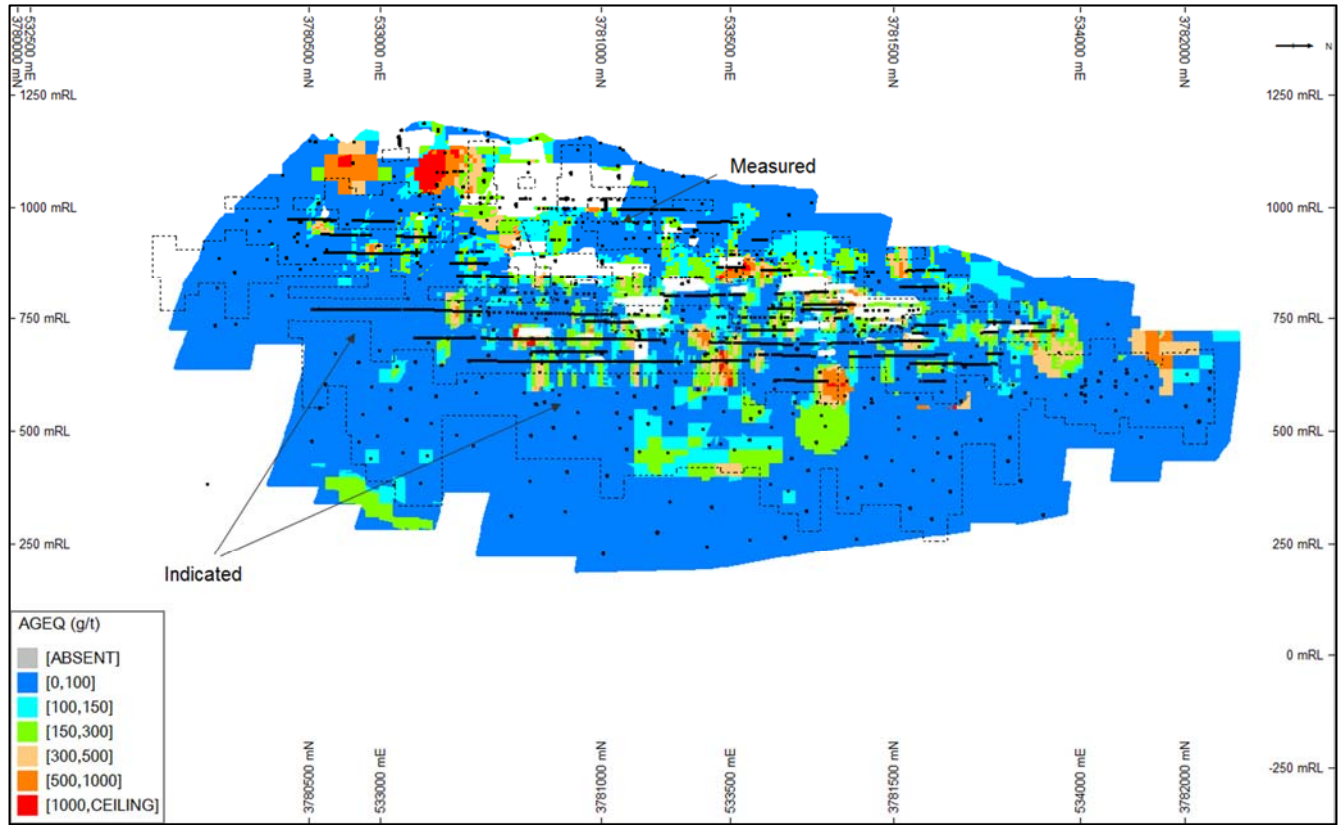 3780000 mN
532500 mE
3780500 mN
533000 mE
3781000 mN
533500 mE
3781500 mN
534000 mE
3782000 mN
N
1250 mRL
1250 mRL
Measured
1000 mRL
1000 mRL
750 mRL
750 mRL
500 mRL
500 mRL
250 mRL
250 mRL
Indicated
0 mRL
-250 mRL
AGEQ (g/t)
[ABSENT]
[0,100]
[100,150]
[150,300]
[300,500]
[500,1000]
[1000,CEILING]
3780500 mN
533000 mE
3781000 mN
533500 mE
3781500 mN
534000 mE
3782000 mN